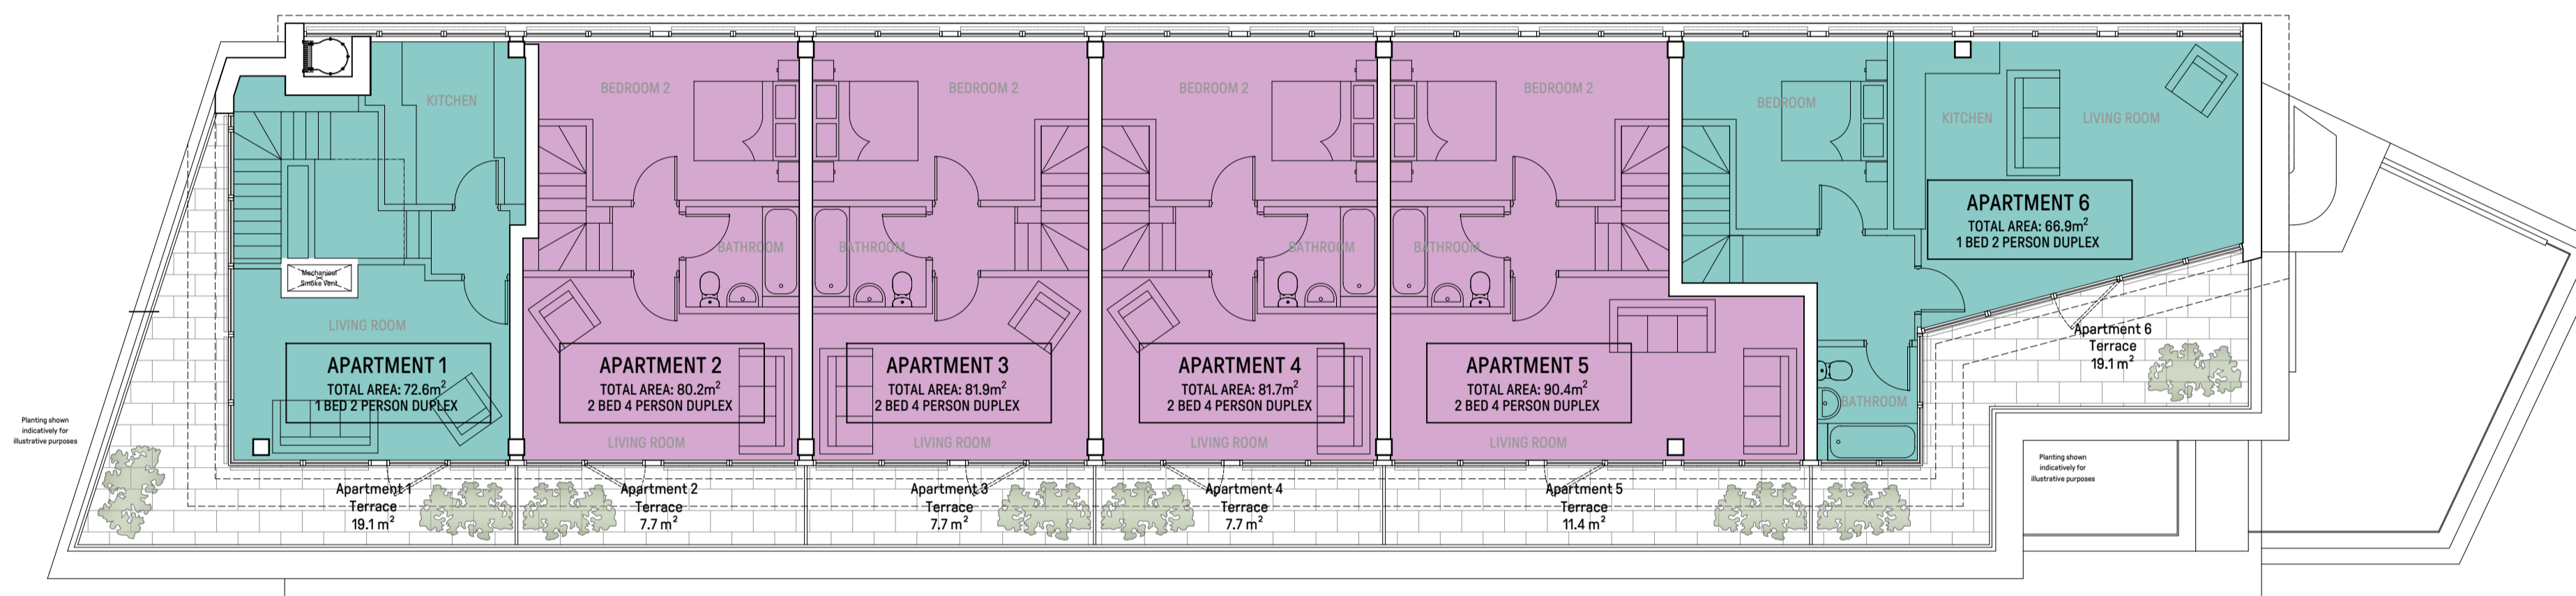 KITCHEN
Mechanical
Smoke Vent
LIVING ROOM
APARTMENT 1
TOTAL AREA: 72.6m²
1 BED 2 PERSON DUPLEX
Apartment 1
Terrace
19.1 m²
Planting shown
indicatively for
illustrative purposes
BEDROOM 2
BATHROOM
APARTMENT 2
TOTAL AREA: 80.2m²
2 BED 4 PERSON DUPLEX
LIVING ROOM
Apartment 2
Terrace
7.7 m²
BEDROOM 2
BATHROOM
APARTMENT 3
TOTAL AREA: 81.9m²
2 BED 4 PERSON DUPLEX
LIVING ROOM
Apartment 3
Terrace
7.7 m²
BEDROOM 2
BATHROOM
APARTMENT 4
TOTAL AREA: 81.7m²
2 BED 4 PERSON DUPLEX
LIVING ROOM
Apartment 4
Terrace
7.7 m²
BEDROOM 2
BATHROOM
APARTMENT 5
TOTAL AREA: 90.4m²
2 BED 4 PERSON DUPLEX
LIVING ROOM
Apartment 5
Terrace
11.4 m²
BEDROOM
KITCHEN
LIVING ROOM
APARTMENT 6
TOTAL AREA: 66.9m²
1 BED 2 PERSON DUPLEX
BATHROOM
Apartment 6
Terrace
19.1 m²
Planting shown
indicatively for
illustrative purposes